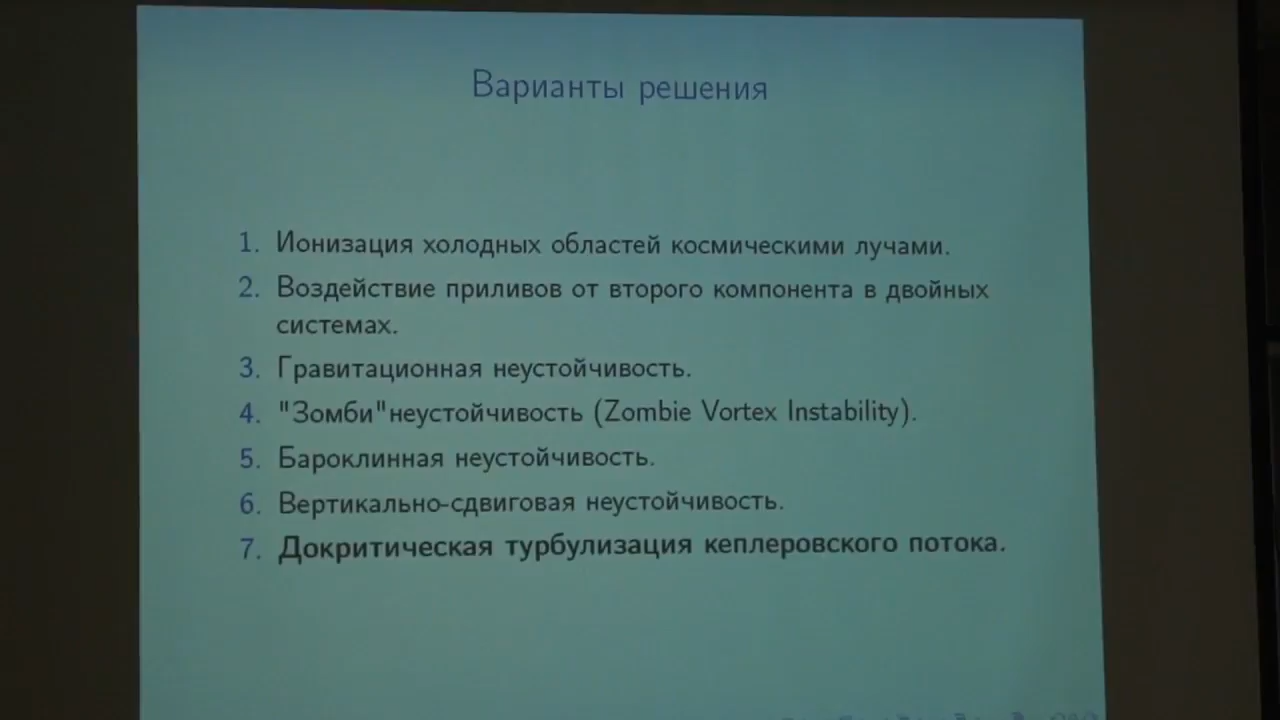 Варианты решения
1. Ионизация холодных областей космическими лучами.
2. Воздействие приливов от второго компонента в двойных
системах.
3. Гравитационная неустойчивость.
4. "Зомби"неустойчивость (Zombie Vortex Instability).
5. Бароклинная неустойчивость.
6. Вертикально-сдвиговая неустойчивость.
7. Докритическая турбулизация кеплеровского потока.